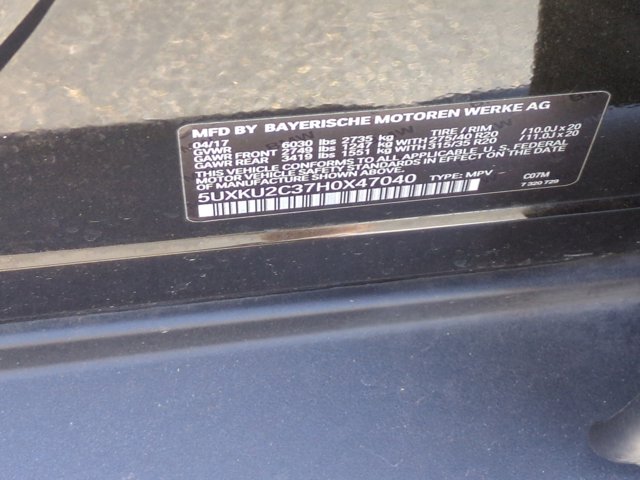 MFD BY BAYERISCHE MOTOREN WERKE AG
04/17 6030 lbs 2735 kg TIRE / RIM
GVWR
GAWR FRONT 2749 lbs 1247 kg WITH 275/40 R20 /10.0J x 20
GAWR REAR 3419 lbs 1551 kg WITH 315/35 R20 /11.0J x 20
THIS VEHICLE CONFORMS TO ALL APPLICABLE U. S. FEDERAL
MOTOR VEHICLE SAFETY STANDARDS IN EFFECT ON THE DATE
OF MANUFACTURE SHOWN ABOVE.
5UXKU2C37H0X47040 TYPE: MPV C07M
7 320 729